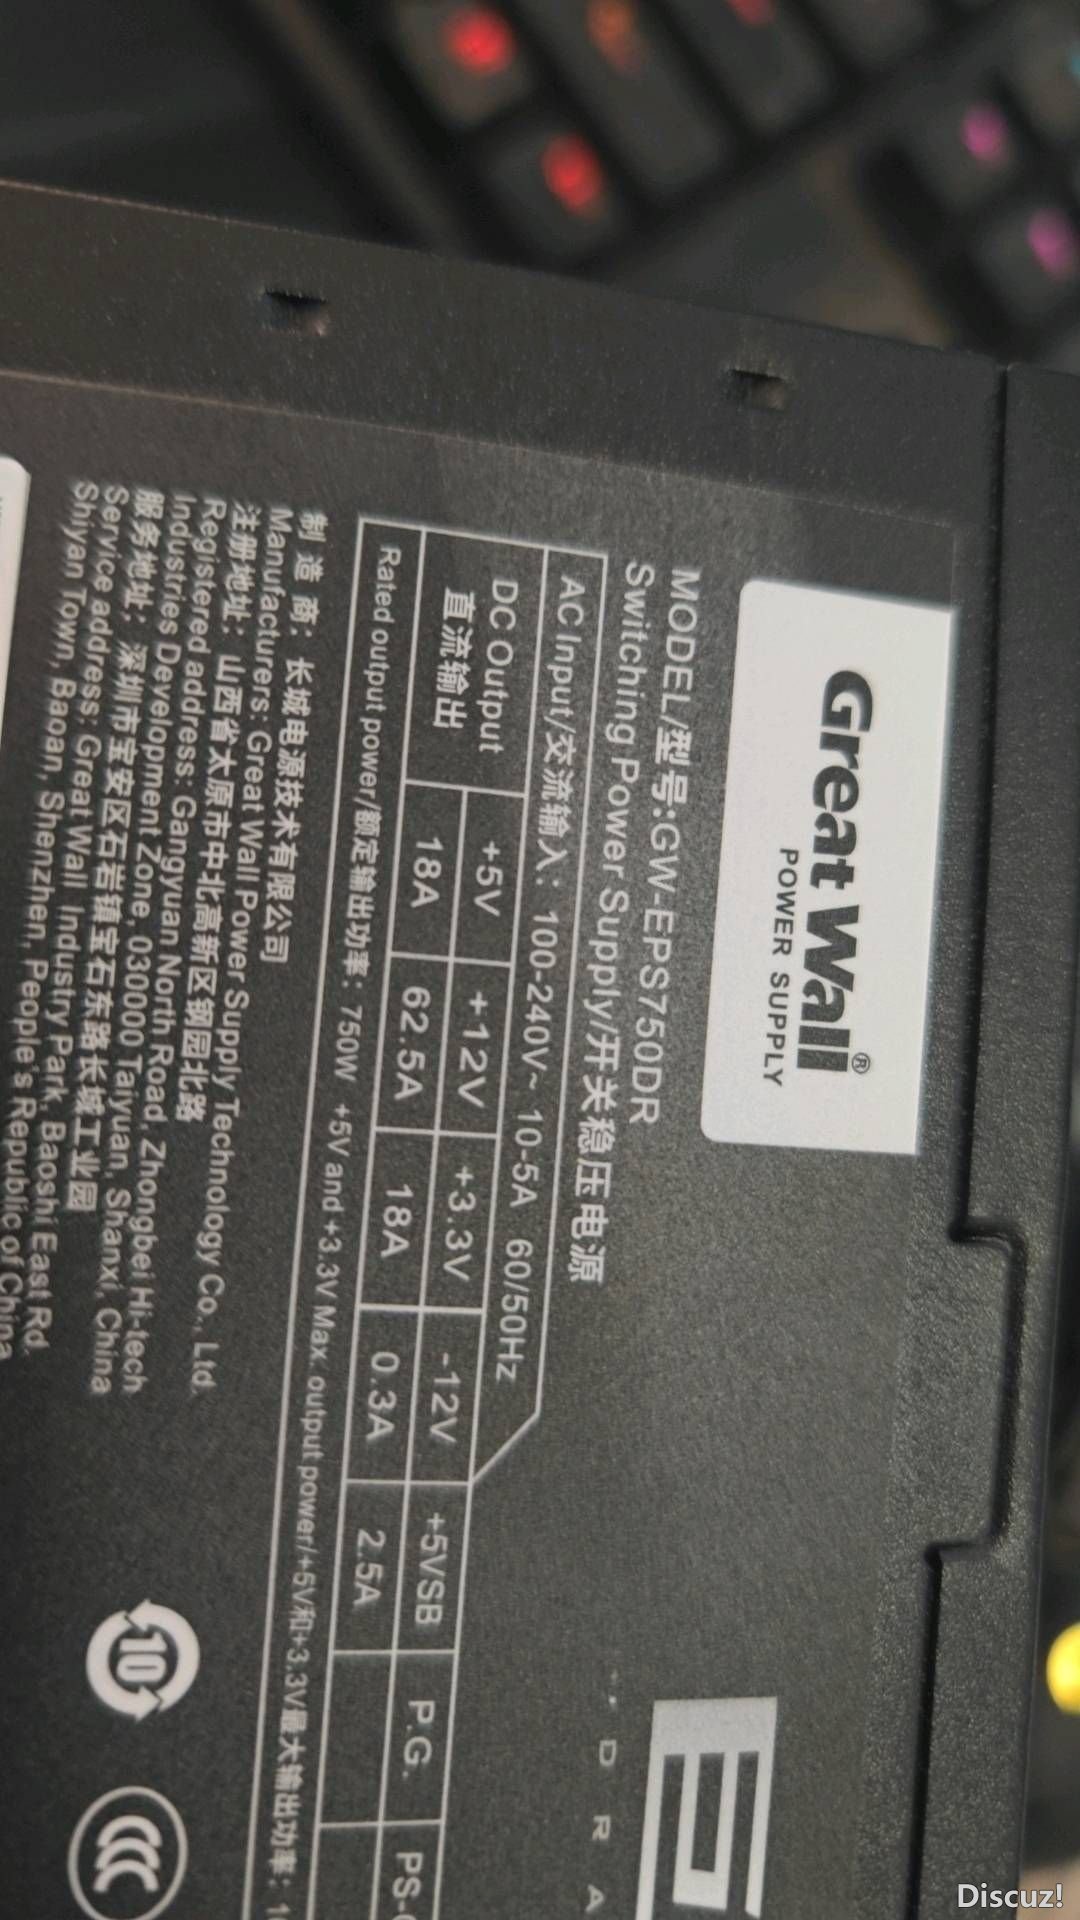 Great Wall®
POWER SUPPLY
MODEL/型号:GW-EPS750DR
Switching Power Supply/开关稳压电源
AC Input/交流输入：100-240V~ 10-5A 60/50Hz
DC Output
直流输出
+5V +12V +3.3V -12V +5VSB P.G. PS-
18A 62.5A 18A 0.3A 2.5A
Rated output power/额定输出功率：750W +5V and +3.3V Max. output power/+5V和+3.3V最大输出功率：
制 造 商：长城电源技术有限公司
Manufacturers: Great Wall Power Supply Technology Co., Ltd.
注册地址：山西省太原市中北高新区钢园北路
Registered address: Gangyuan North Road, Zhongbei Hi-tech
Industries Development Zone, 030000 Taiyuan, Shanxi, China
服务地址：深圳市宝安区石岩镇宝石东路长城工业园
Service address: Great Wall Industry Park, Baoshi East Rd.
Shiyan Town, Baoan, Shenzhen, People's Republic of China
10
CCC
D R A
Discuz!